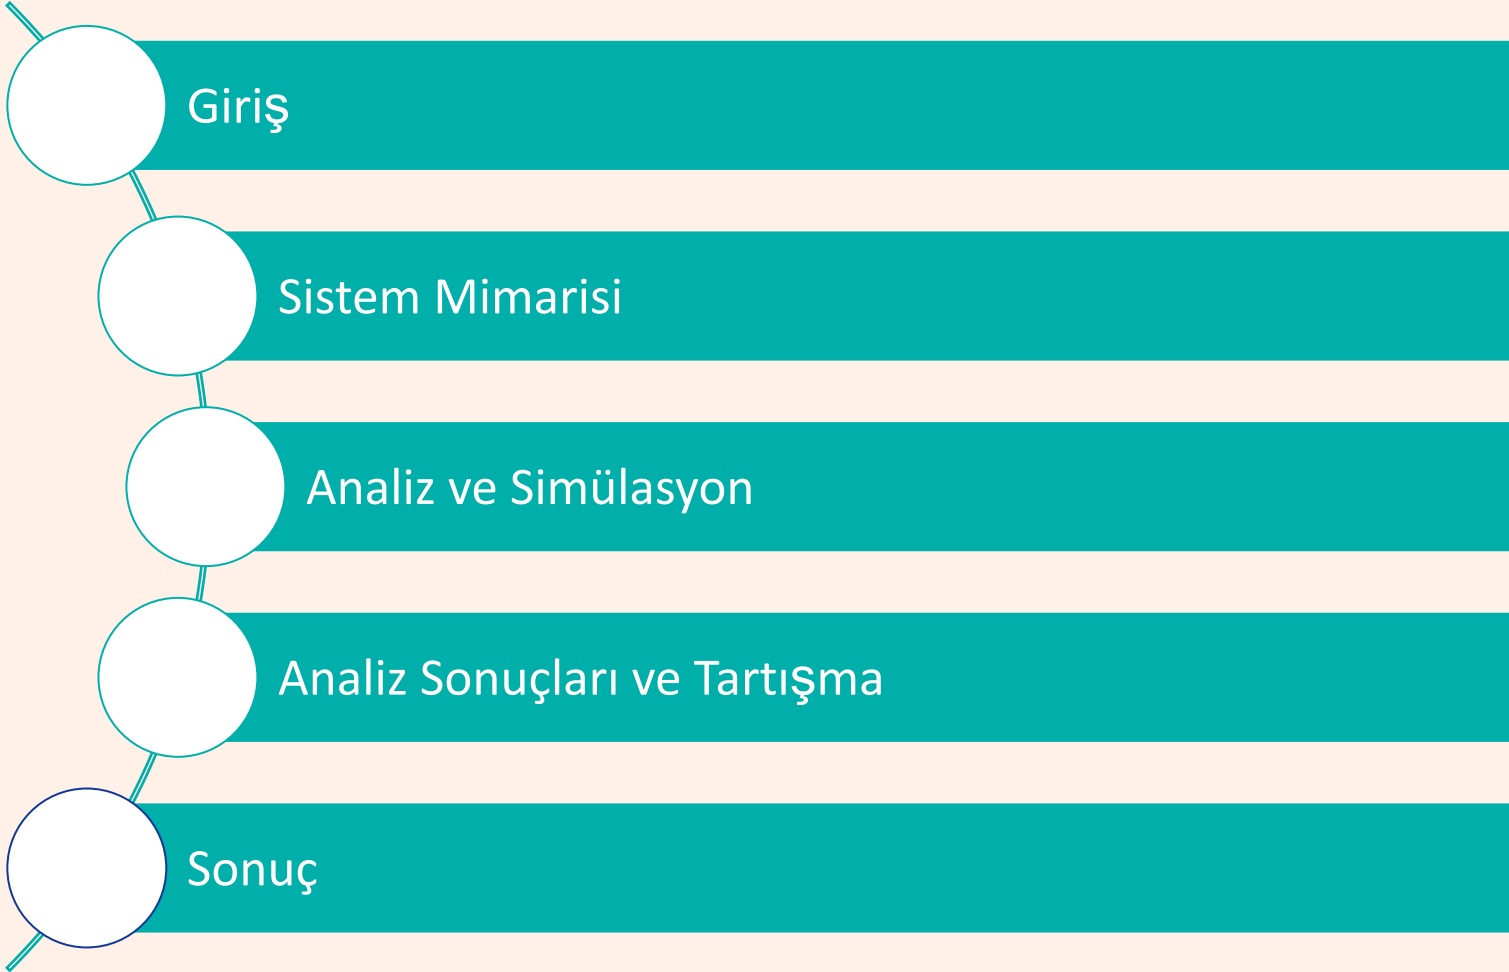 Giriş
Sistem Mimarisi
Analiz ve Simülasyon
Analiz Sonuçları ve Tartışma
Sonuç